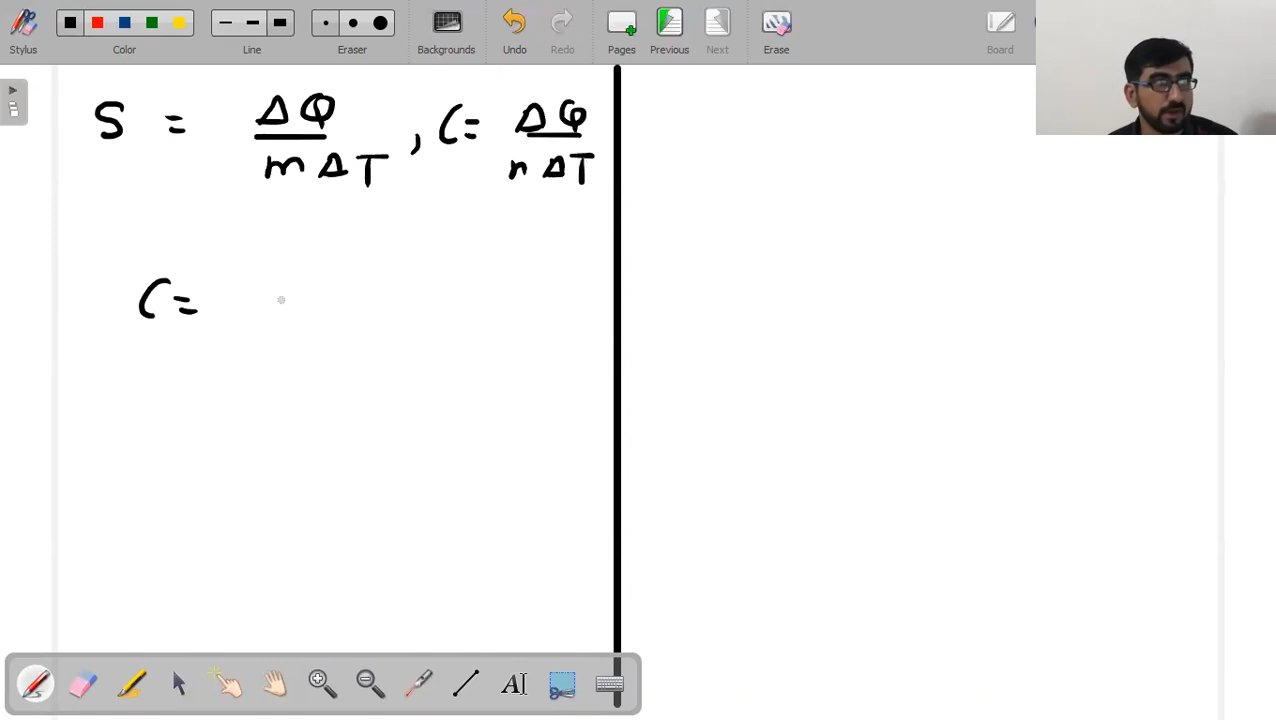 Stylus Color Line Eraser Backgrounds Undo Redo Pages Previous Next Erase Board
S = ΔQ / mΔT , C = ΔQ / nΔT
C =
A